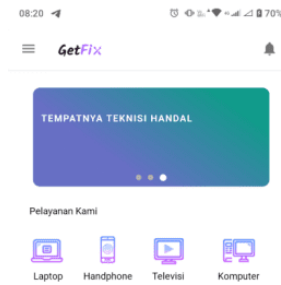 08:20
70%
GetFix
TEMPATNYA TEKNISI HANDAL
Pelayanan Kami
Laptop Handphone Televisi Komputer